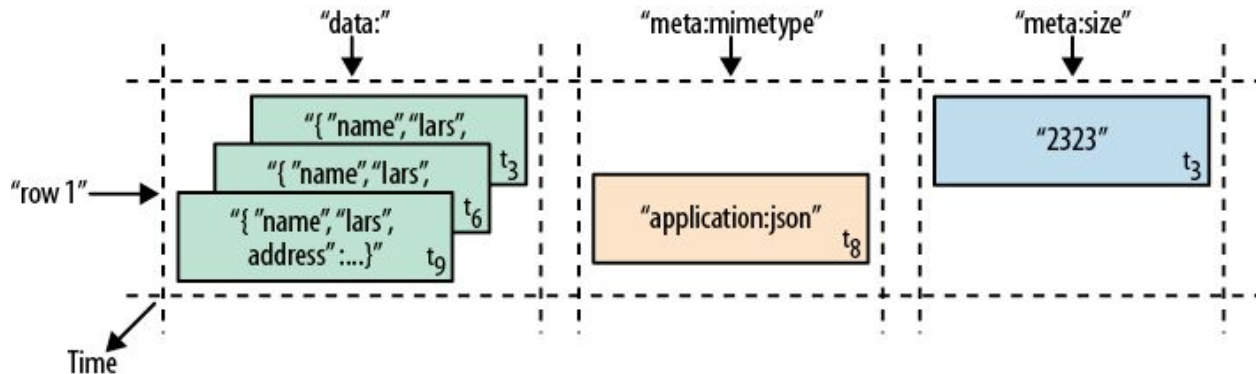 “data:” “meta:mimetype” “meta:size”
“{ ”name”, “lars”,
t3
“2323”
t3
“{ ”name”, “lars”,
t6
“row 1”
“{ ”name”, “lars”,
address” :...}”
t9
“application:json”
t8
Time